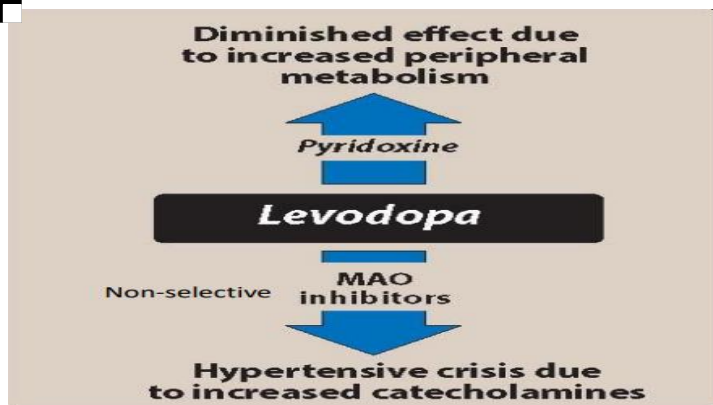 Diminished effect due
to increased peripheral
metabolism
Pyridoxine
Levodopa
Non-selective MAO
inhibitors
Hypertensive crisis due
to increased catecholamines